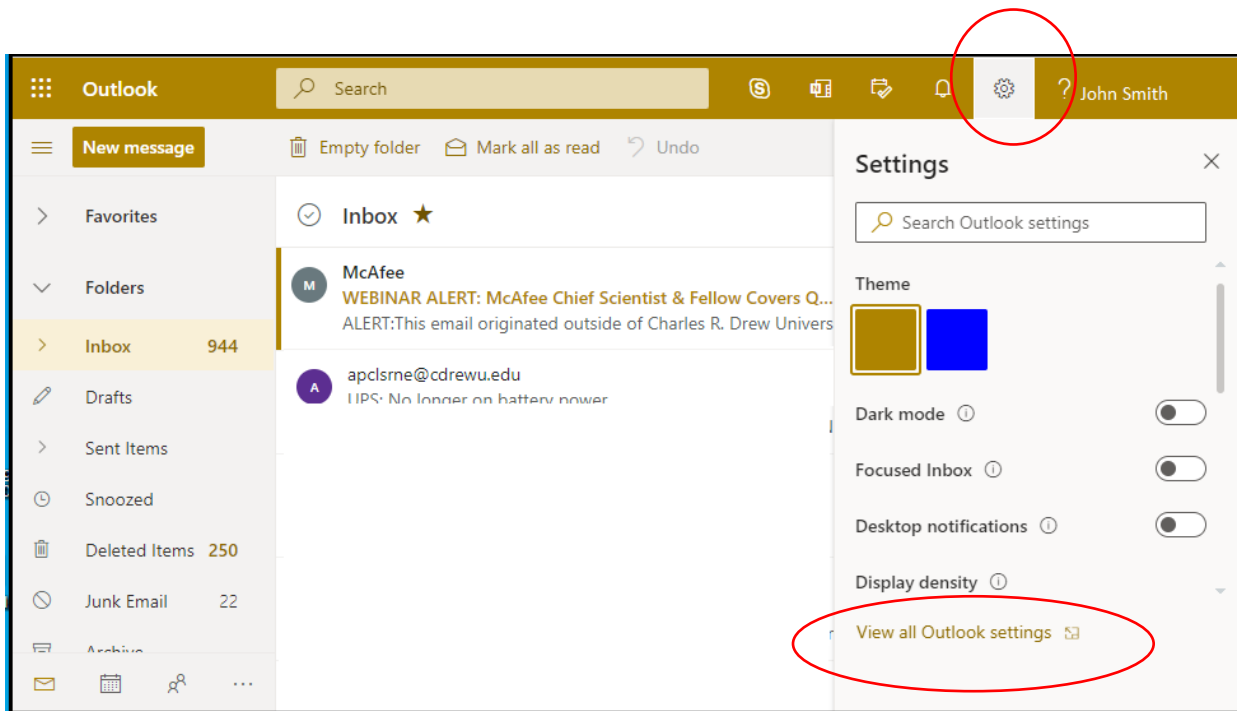 Outlook
Search
? John Smith
New message
Empty folder
Mark all as read
Undo
Favorites
Folders
Inbox 944
Drafts
Sent Items
Snoozed
Deleted Items 250
Junk Email 22
Archive
Inbox ★
M
McAfee
WEBINAR ALERT: McAfee Chief Scientist & Fellow Covers Q...
ALERT:This email originated outside of Charles R. Drew Univers
A
apclsrne@cdrewu.edu
UPS: No longer on battery power
Settings
Search Outlook settings
Theme
Dark mode
Focused Inbox
Desktop notifications
Display density
View all Outlook settings